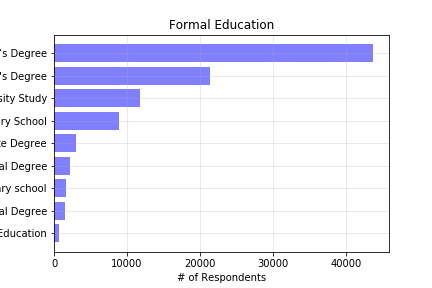 Formal Education
's Degree
's Degree
sity Study
ry School
e Degree
al Degree
ary school
al Degree
Education
0 10000 20000 30000 40000
# of Respondents